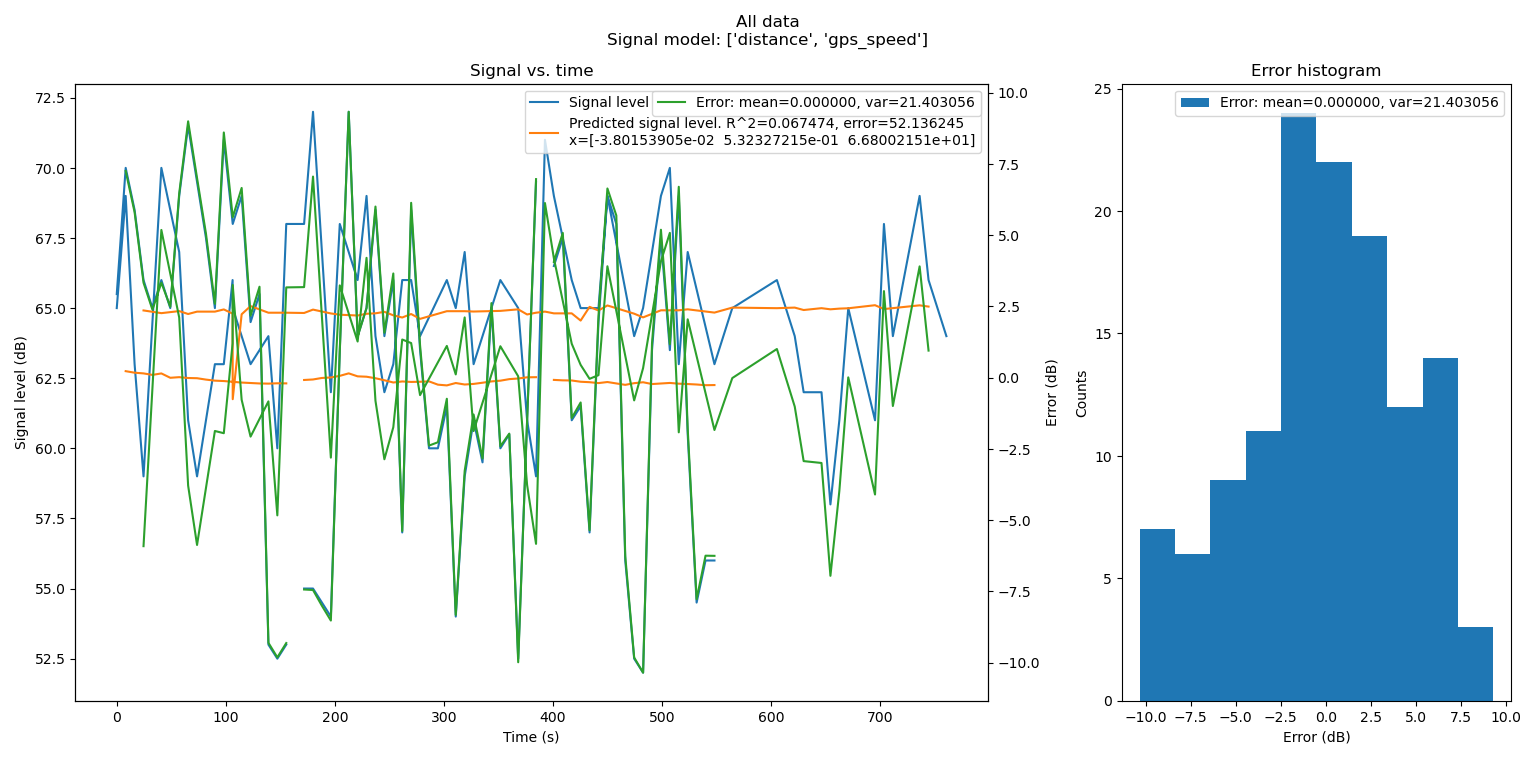 All data
Signal model: ['distance', 'gps_speed']
Signal vs. time
Signal level
Error: mean=0.000000, var=21.403056
Predicted signal level. R^2=0.067474, error=52.136245
x=[-3.80153905e-02 5.32327215e-01 6.68002151e+01]
72.5
70.0
67.5
65.0
62.5
60.0
57.5
55.0
52.5
Signal level (dB)
0 100 200 300 400 500 600 700
Time (s)
10.0
7.5
5.0
2.5
0.0
−2.5
−5.0
−7.5
−10.0
Error (dB)
Error histogram
Error: mean=0.000000, var=21.403056
25
20
15
10
5
0
Counts
−10.0 −7.5 −5.0 −2.5 0.0 2.5 5.0 7.5 10.0
Error (dB)